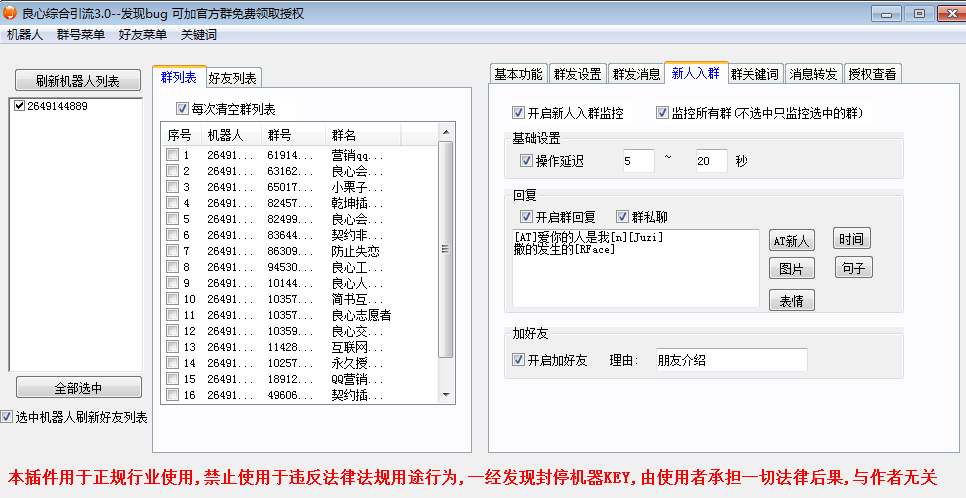 良心综合引流3.0--发现bug 可加官方群免费领取授权
机器人 群号菜单 好友菜单 关键词
刷新机器人列表
2649144889
全部选中
选中机器人刷新好友列表
群列表 好友列表
每次清空群列表
序号 机器人 群号 群名
1 26491... 61914... 营销qq...
2 26491... 63162... 良心会...
3 26491... 65017... 小栗子...
4 26491... 82457... 乾坤插...
5 26491... 82499... 良心会...
6 26491... 83644... 契约非...
7 26491... 86309... 防止失恋
8 26491... 94530... 良心工...
9 26491... 10144... 良心人...
10 26491... 10357... 简书互...
11 26491... 10357... 良心志愿者
12 26491... 10359... 良心交...
13 26491... 11428... 互联网...
14 26491... 10257... 永久授...
15 26491... 18912... QQ营销...
16 26491... 49606... 契约插...
基本功能 群发设置 群发消息 新人入群 群关键词 消息转发 授权查看
开启新人入群监控 监控所有群(不选中只监控选中的群)
基础设置
操作延迟 5 ~ 20 秒
回复
开启群回复 群私聊
[AT]爱你的人是我[n][Juzi]
撒的发生的[RFace]
AT新人 时间
图片 句子
表情
加好友
开启加好友 理由: 朋友介绍
本插件用于正规行业使用,禁止使用于违反法律法规用途行为,一经发现封停机器KEY,由使用者承担一切法律后果,与作者无关